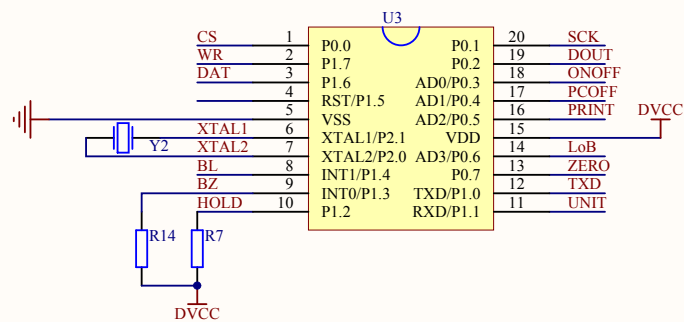 U3
CS 1 P0.0 P0.1 20 SCK
WR 2 P1.7 P0.2 19 DOUT
DAT 3 P1.6 AD0/P0.3 18 ONOFF
4 RST/P1.5 AD1/P0.4 17 PCOFF
5 VSS AD2/P0.5 16 PRINT
DVCC
XTAL1 6 XTAL1/P2.1 VDD 15
Y2
XTAL2 7 XTAL2/P2.0 AD3/P0.6 14 LoB
BL 8 INT1/P1.4 P0.7 13 ZERO
BZ 9 INT0/P1.3 TXD/P1.0 12 TXD
HOLD 10 P1.2 RXD/P1.1 11 UNIT
R14 R7
DVCC